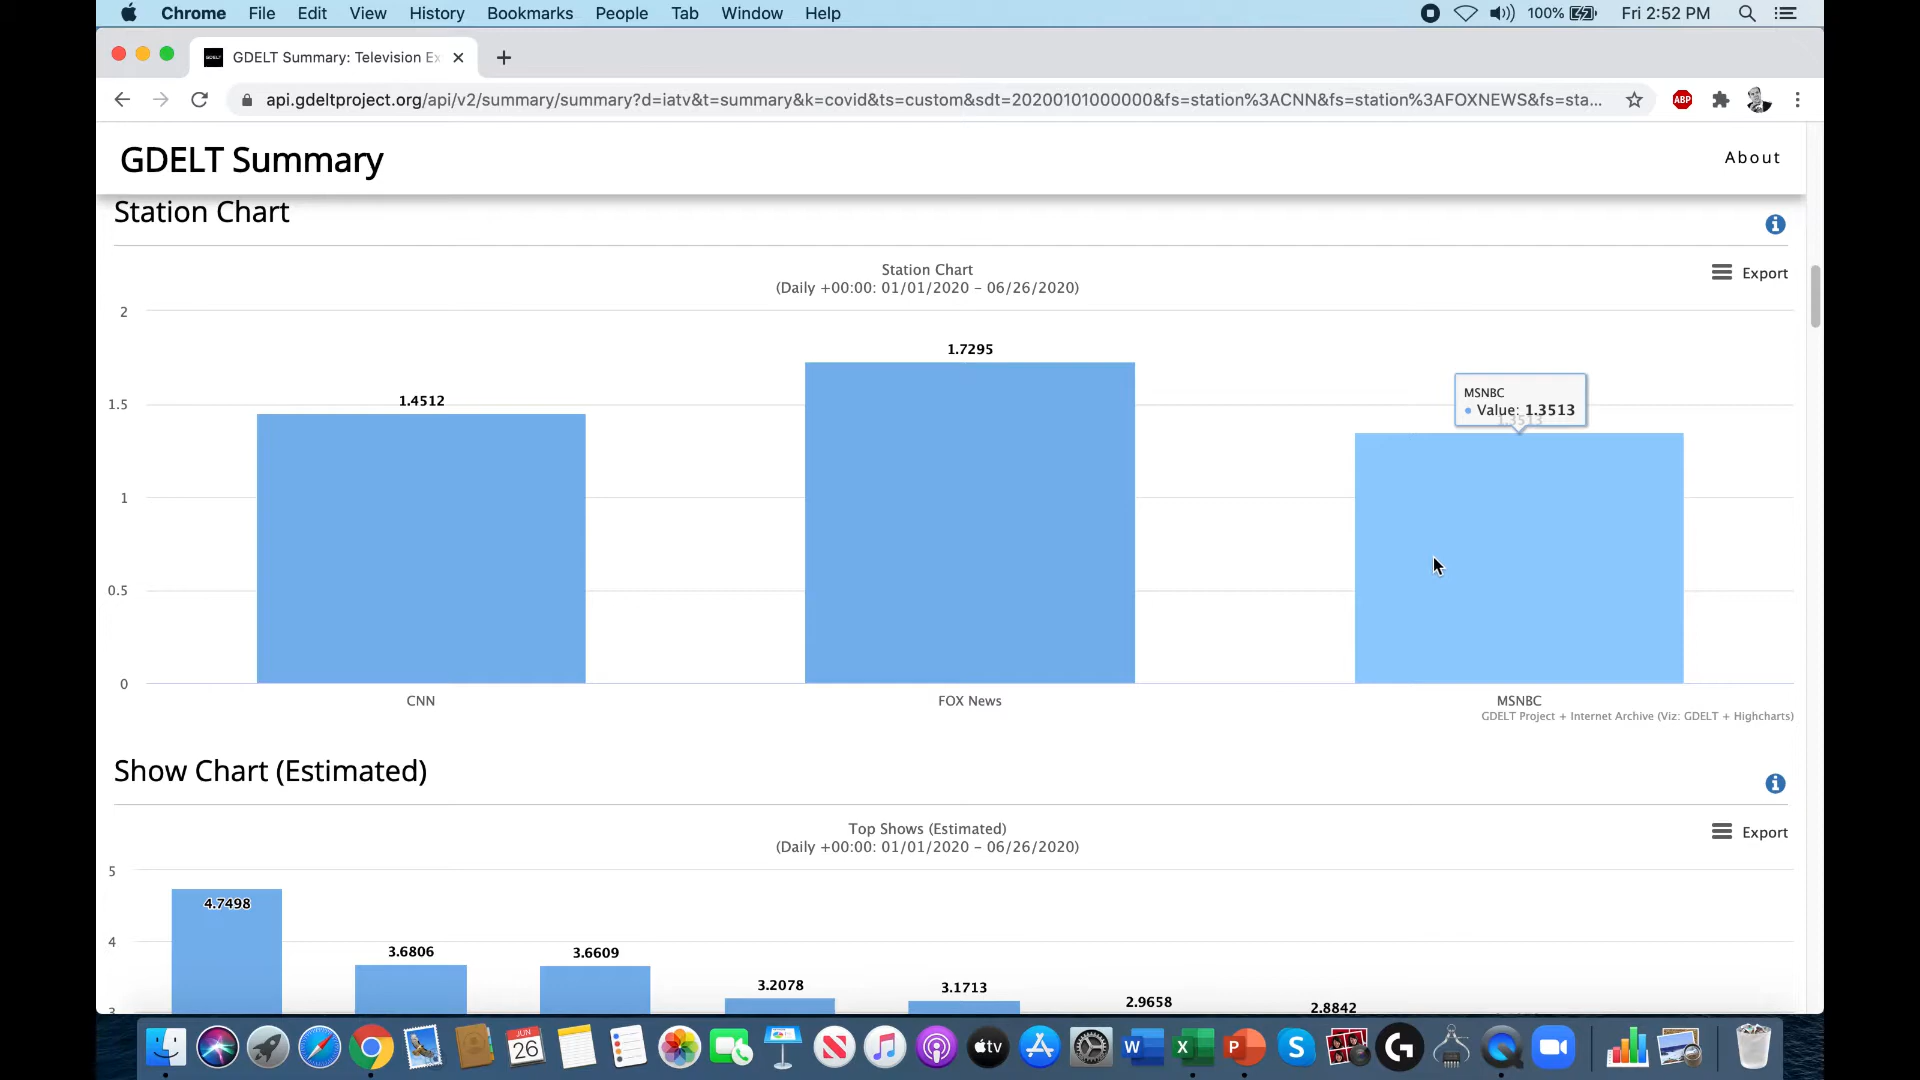 Chrome File Edit View History Bookmarks People Tab Window Help 100% Fri 2:52 PM
GDELT Summary: Television Ex
api.gdeltproject.org/api/v2/summary/summary?d=iatv&t=summary&k=covid&ts=custom&sdt=20200101000000&fs=station%3ACNN&fs=station%3AFOXNEWS&fs=sta... ABP
GDELT Summary About
Station Chart
Station Chart
(Daily +00:00: 01/01/2020 - 06/26/2020)
Export
2
1.5
1
0.5
0
1.4512
1.7295
MSNBC
Value: 1.3513
1.3513
CNN FOX News MSNBC
GDELT Project + Internet Archive (Viz: GDELT + Highcharts)
Show Chart (Estimated)
Top Shows (Estimated)
(Daily +00:00: 01/01/2020 - 06/26/2020)
Export
5
4
3
4.7498
3.6806
3.6609
3.2078
3.1713
2.9658
2.8842
JUN
26
tv
W
X
P
S